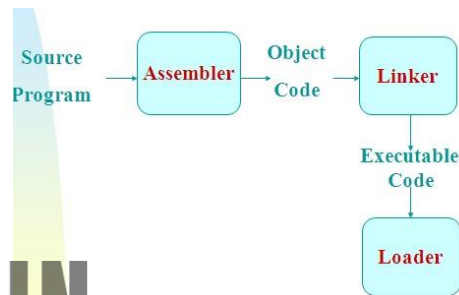 Source
Program
Assembler
Object
Code
Linker
Executable
Code
Loader